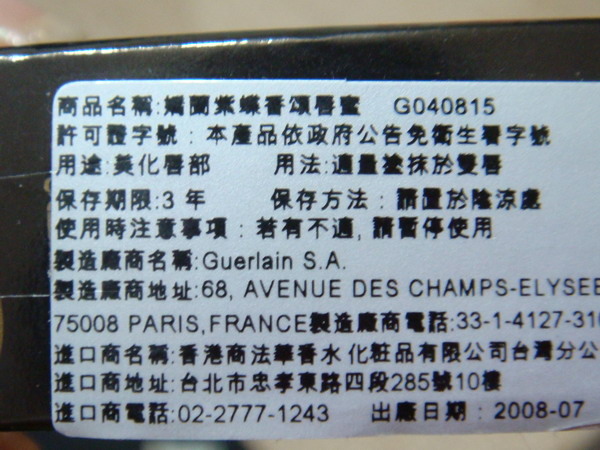 商品名稱:嬌蘭紫蝶香頌唇蜜 G040815
許可證字號：本產品依政府公告免衛生署字號
用途:美化唇部 用法:適量塗抹於雙唇
保存期限:3 年 保存方法：請置於陰涼處
使用時注意事項：若有不適, 請暫停使用
製造廠商名稱:Guerlain S.A.
製造廠商地址:68, AVENUE DES CHAMPS-ELYSEE
75008 PARIS,FRANCE製造廠商電話:33-1-4127-310
進口商名稱:香港商法華香水化粧品有限公司台灣分公
進口商地址:台北市忠孝東路四段285號10樓
進口商電話:02-2777-1243 出廠日期：2008-07